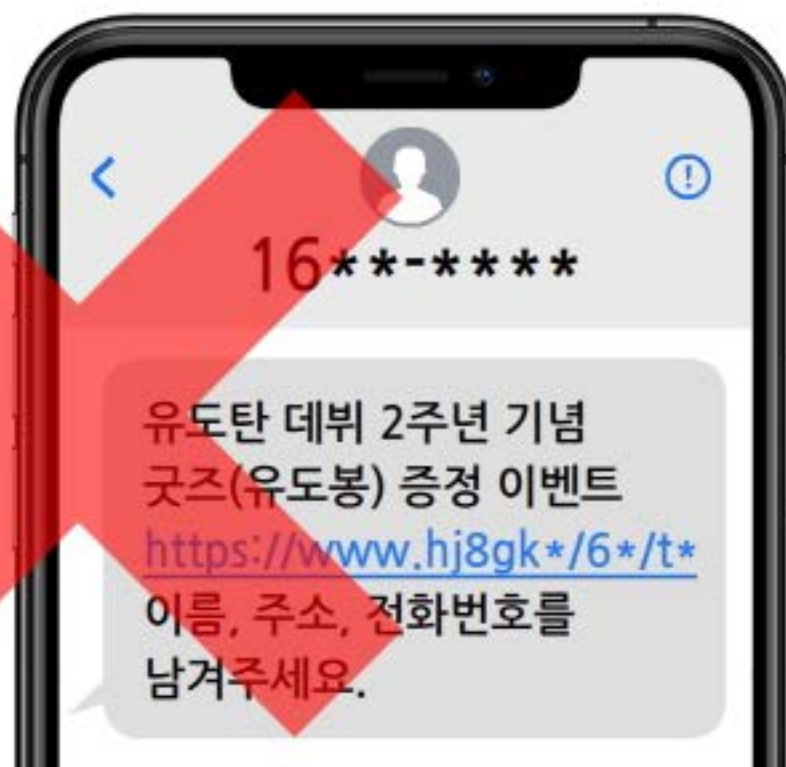 16**-****
유도탄 데뷔 2주년 기념
굿즈(유도봉) 증정 이벤트
https://www.hj8gk*/6*/t*
이름, 주소, 전화번호를
남겨주세요.